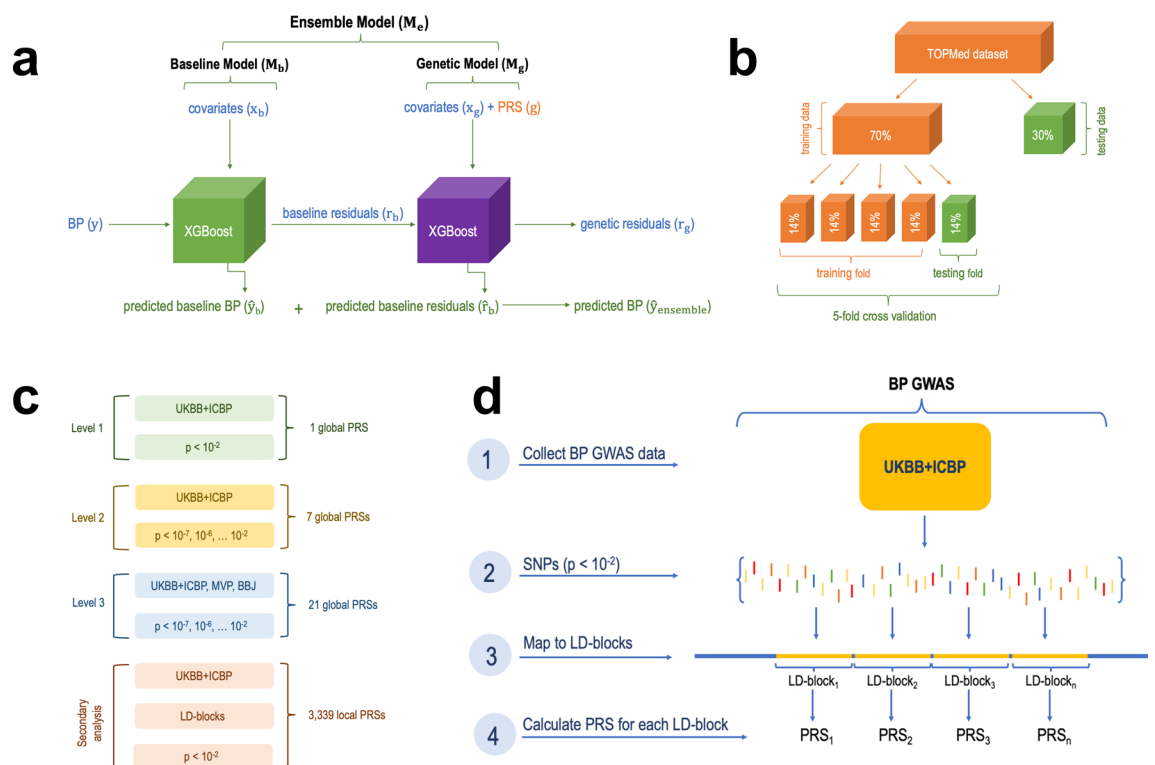 a
Ensemble Model (Mₑ)
Baseline Model (M_b)
Genetic Model (M_g)
covariates (x_b)
covariates (x_g) + PRS (g)
BP (y)
XGBoost
baseline residuals (r_b)
XGBoost
genetic residuals (r_g)
predicted baseline BP (ŷ_b)
+
predicted baseline residuals (r̂_b)
predicted BP (ŷ_ensemble)
b
TOPMed dataset
training data
70%
30%
testing data
14%
14%
14%
14%
14%
training fold
testing fold
5-fold cross validation
c
Level 1
UKBB+ICBP
p < 10⁻²
1 global PRS
Level 2
UKBB+ICBP
p < 10⁻⁷, 10⁻⁶, ... 10⁻²
7 global PRSs
Level 3
UKBB+ICBP, MVP, BBJ
p < 10⁻⁷, 10⁻⁶, ... 10⁻²
21 global PRSs
Secondary
analysis
UKBB+ICBP
LD-blocks
p < 10⁻²
3,339 local PRSs
d
BP GWAS
1
Collect BP GWAS data
UKBB+ICBP
2
SNPs (p < 10⁻²)
3
Map to LD-blocks
LD-block₁
LD-block₂
LD-block₃
LD-blockₙ
4
Calculate PRS for each LD-block
PRS₁
PRS₂
PRS₃
PRSₙ